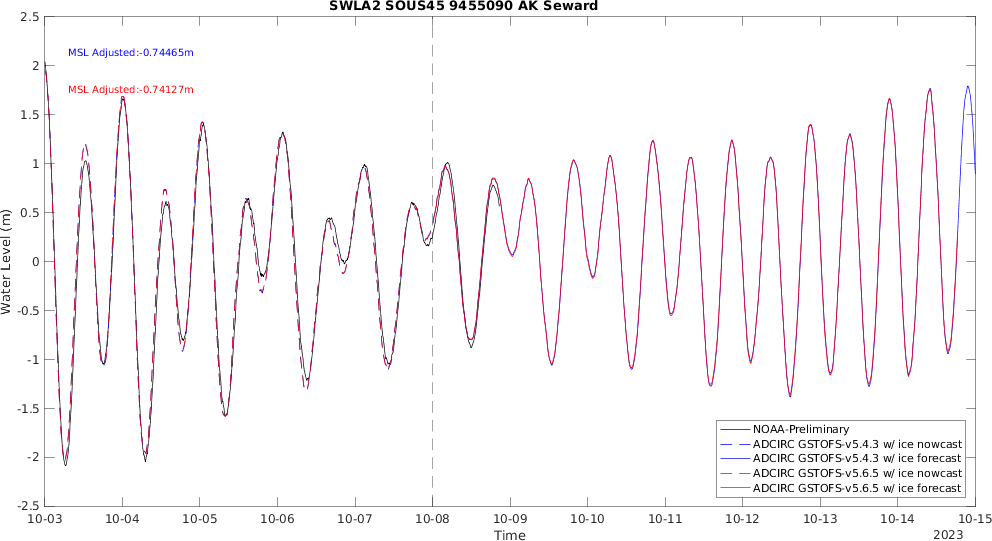 SWLA2 SOUS45 9455090 AK Seward
MSL Adjusted:-0.74465m
MSL Adjusted:-0.74127m
Water Level (m)
2.5
2
1.5
1
0.5
0
-0.5
-1
-1.5
-2
-2.5
NOAA-Preliminary
ADCIRC GSTOFS-v5.4.3 w/ ice nowcast
ADCIRC GSTOFS-v5.4.3 w/ ice forecast
ADCIRC GSTOFS-v5.6.5 w/ ice nowcast
ADCIRC GSTOFS-v5.6.5 w/ ice forecast
10-03 10-04 10-05 10-06 10-07 10-08 10-09 10-10 10-11 10-12 10-13 10-14 10-15
Time
2023